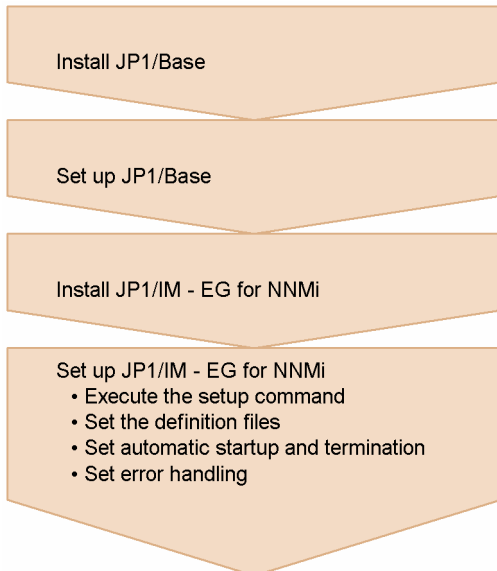 Install JP1/Base
Set up JP1/Base
Install JP1/IM - EG for NNMi
Set up JP1/IM - EG for NNMi
• Execute the setup command
• Set the definition files
• Set automatic startup and termination
• Set error handling